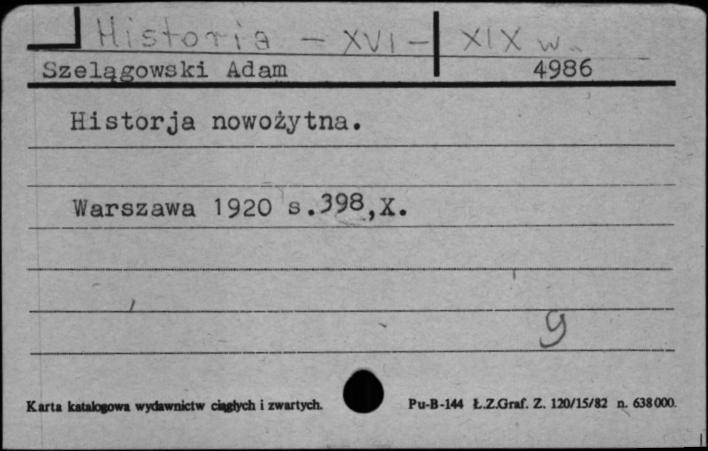 Historia - XVI - XIX w.
Szelągowski Adam 4986
Historja nowożytna.
Warszawa 1920 s.398,X.
g
Karta katalogowa wydawnictw ciągłych i zwartych. Pu-B-144 Ł.Z.Graf. Z. 120/15/82 n. 638000.